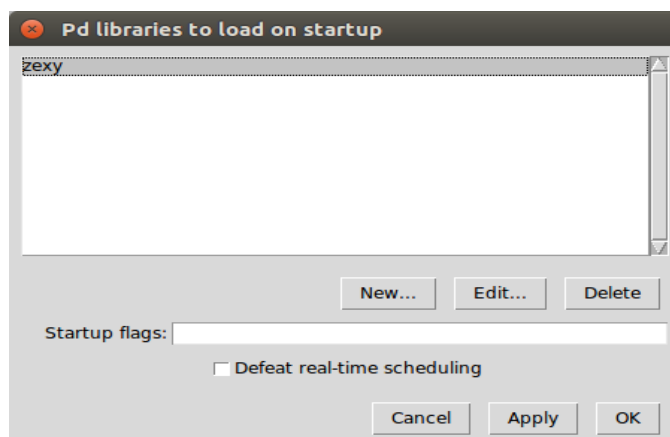 Pd libraries to load on startup
zexy
New... Edit... Delete
Startup flags:
Defeat real-time scheduling
Cancel Apply OK